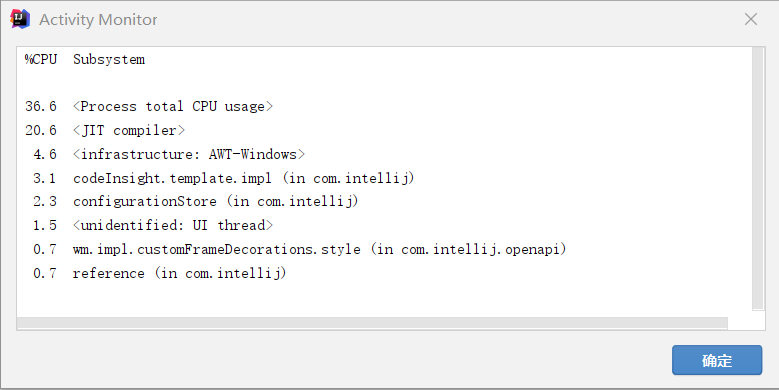 Activity Monitor
%CPU Subsystem
36.6 <Process total CPU usage>
20.6 <JIT compiler>
4.6 <infrastructure: AWT-Windows>
3.1 codeInsight.template.impl (in com.intellij)
2.3 configurationStore (in com.intellij)
1.5 <unidentified: UI thread>
0.7 wm.impl.customFrameDecorations.style (in com.intellij.openapi)
0.7 reference (in com.intellij)
确定